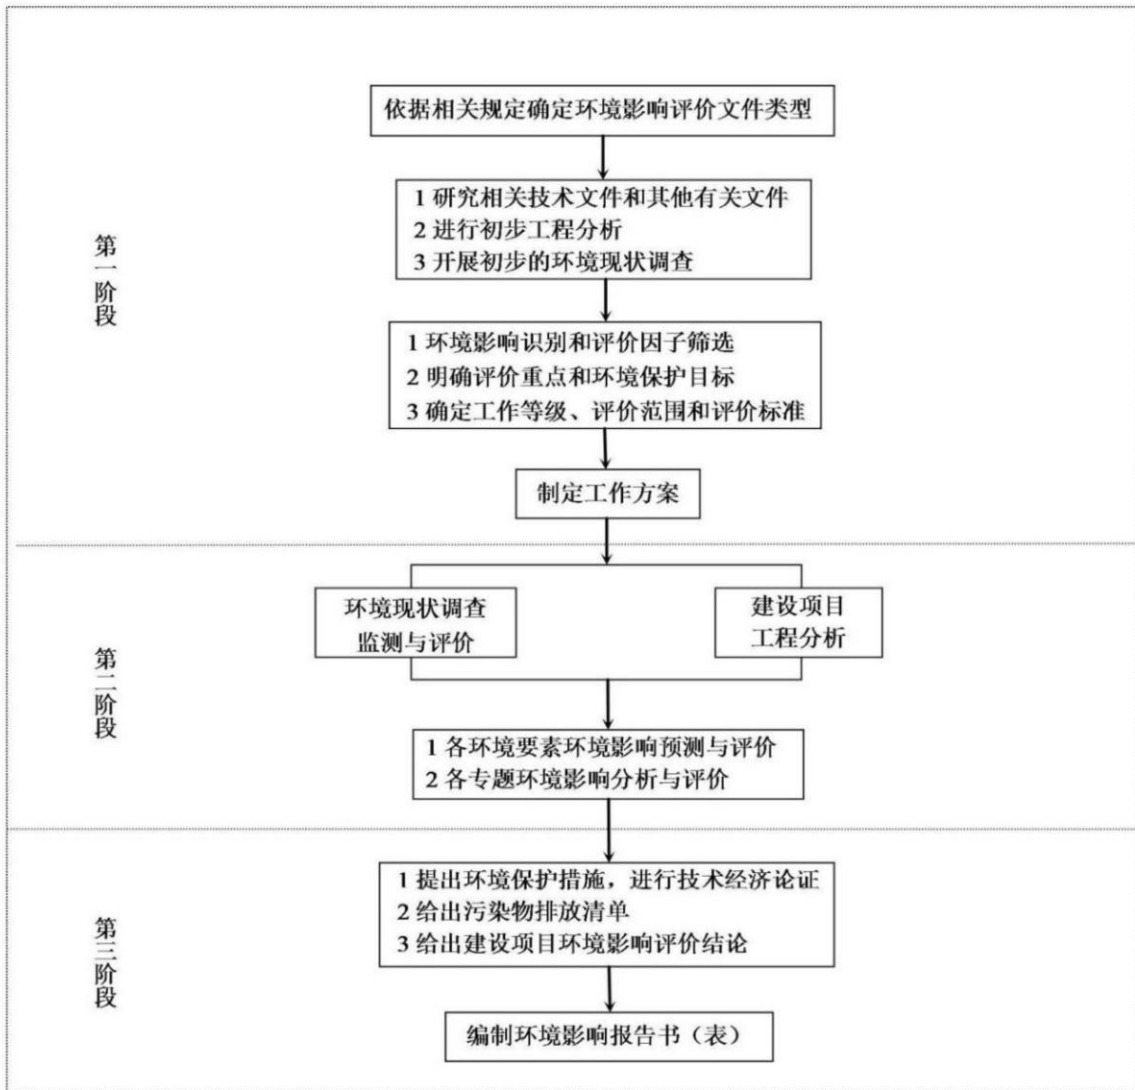 依据相关规定确定环境影响评价文件类型
1 研究相关技术文件和其他有关文件
2 进行初步工程分析
3 开展初步的环境现状调查
第一阶段
1 环境影响识别和评价因子筛选
2 明确评价重点和环境保护目标
3 确定工作等级、评价范围和评价标准
制定工作方案
环境现状调查
监测与评价
建设项目
工程分析
第二阶段
1 各环境要素环境影响预测与评价
2 各专题环境影响分析与评价
第三阶段
1 提出环境保护措施，进行技术经济论证
2 给出污染物排放清单
3 给出建设项目环境影响评价结论
编制环境影响报告书（表）